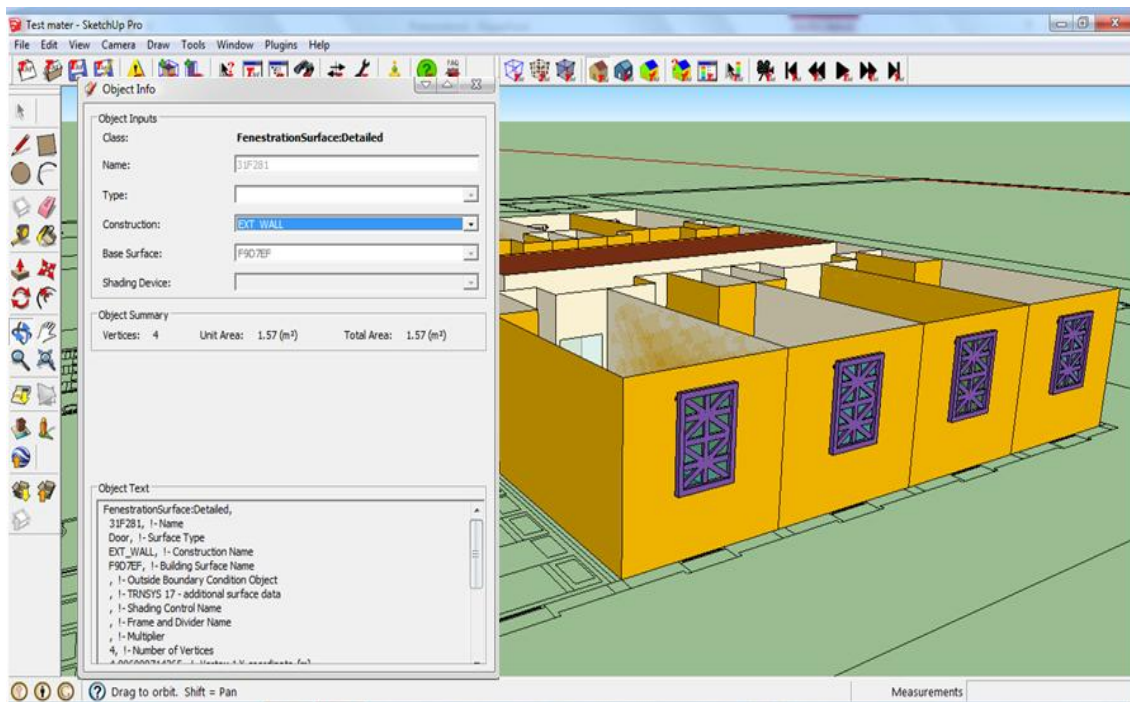 Test mater - SketchUp Pro
File Edit View Camera Draw Tools Window Plugins Help
FAQ
Object Info
Object Inputs
Class: FenestrationSurface:Detailed
Name: 31F281
Type:
Construction: EXT_WALL
Base Surface: F9D7EF
Shading Device:
Object Summary
Vertices: 4 Unit Area: 1.57 (m²) Total Area: 1.57 (m²)
Object Text
FenestrationSurface:Detailed,
31F281, !- Name
Door, !- Surface Type
EXT_WALL, !- Construction Name
F9D7EF, !- Building Surface Name
, !- Outside Boundary Condition Object
, !- TRNSYS 17 - additional surface data
, !- Shading Control Name
, !- Frame and Divider Name
, !- Multiplier
4, !- Number of Vertices
Drag to orbit. Shift = Pan
Measurements